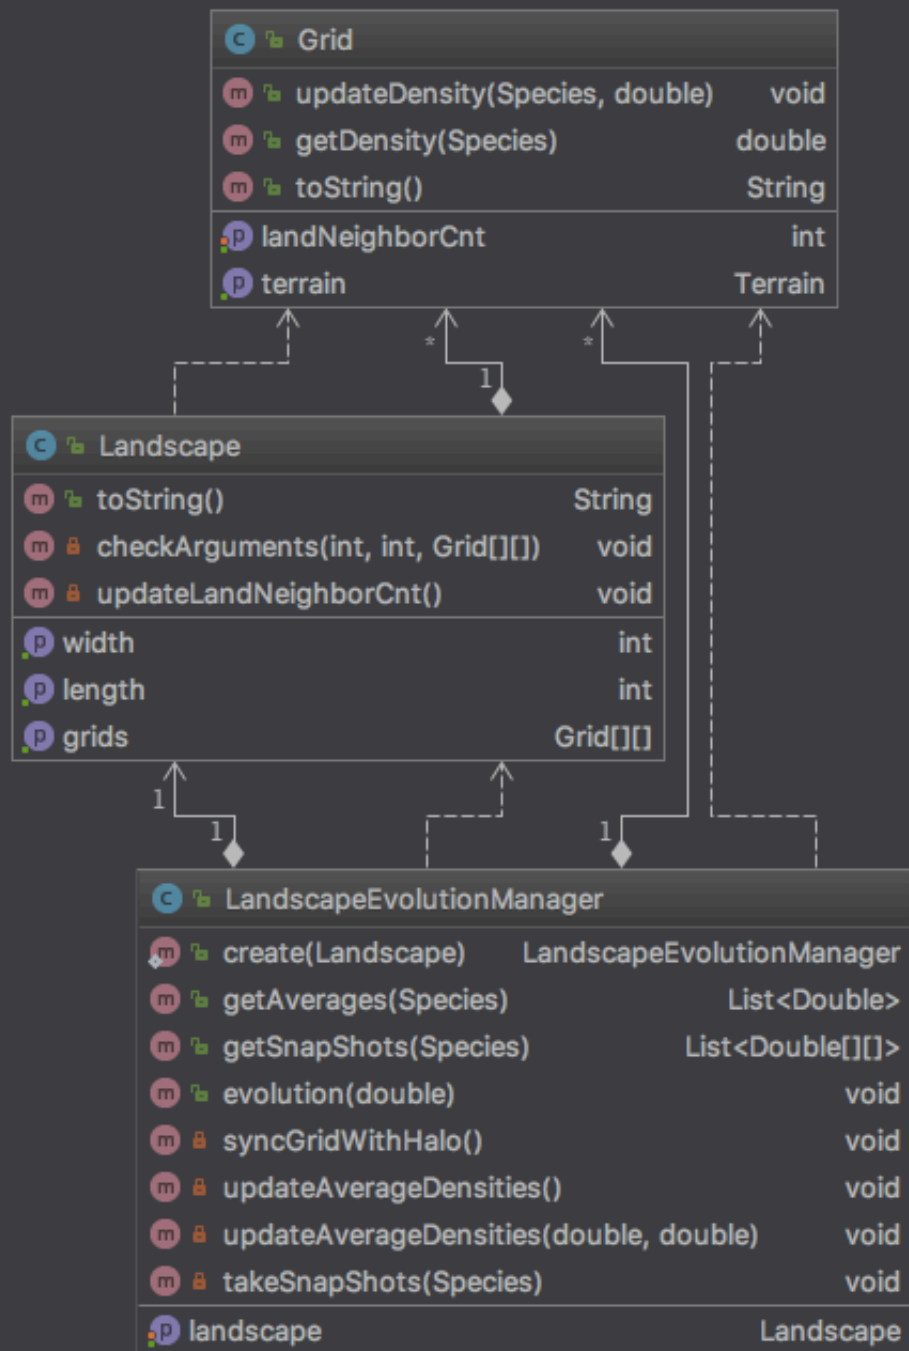 Grid
updateDensity(Species, double) void
getDensity(Species) double
toString() String
landNeighborCnt int
terrain Terrain
* *
1
Landscape
toString() String
checkArguments(int, int, Grid[][]) void
updateLandNeighborCnt() void
width int
length int
grids Grid[][]
1
1 1
LandscapeEvolutionManager
create(Landscape) LandscapeEvolutionManager
getAverages(Species) List<Double>
getSnapShots(Species) List<Double[][]>
evolution(double) void
syncGridWithHalo() void
updateAverageDensities() void
updateAverageDensities(double, double) void
takeSnapShots(Species) void
landscape Landscape